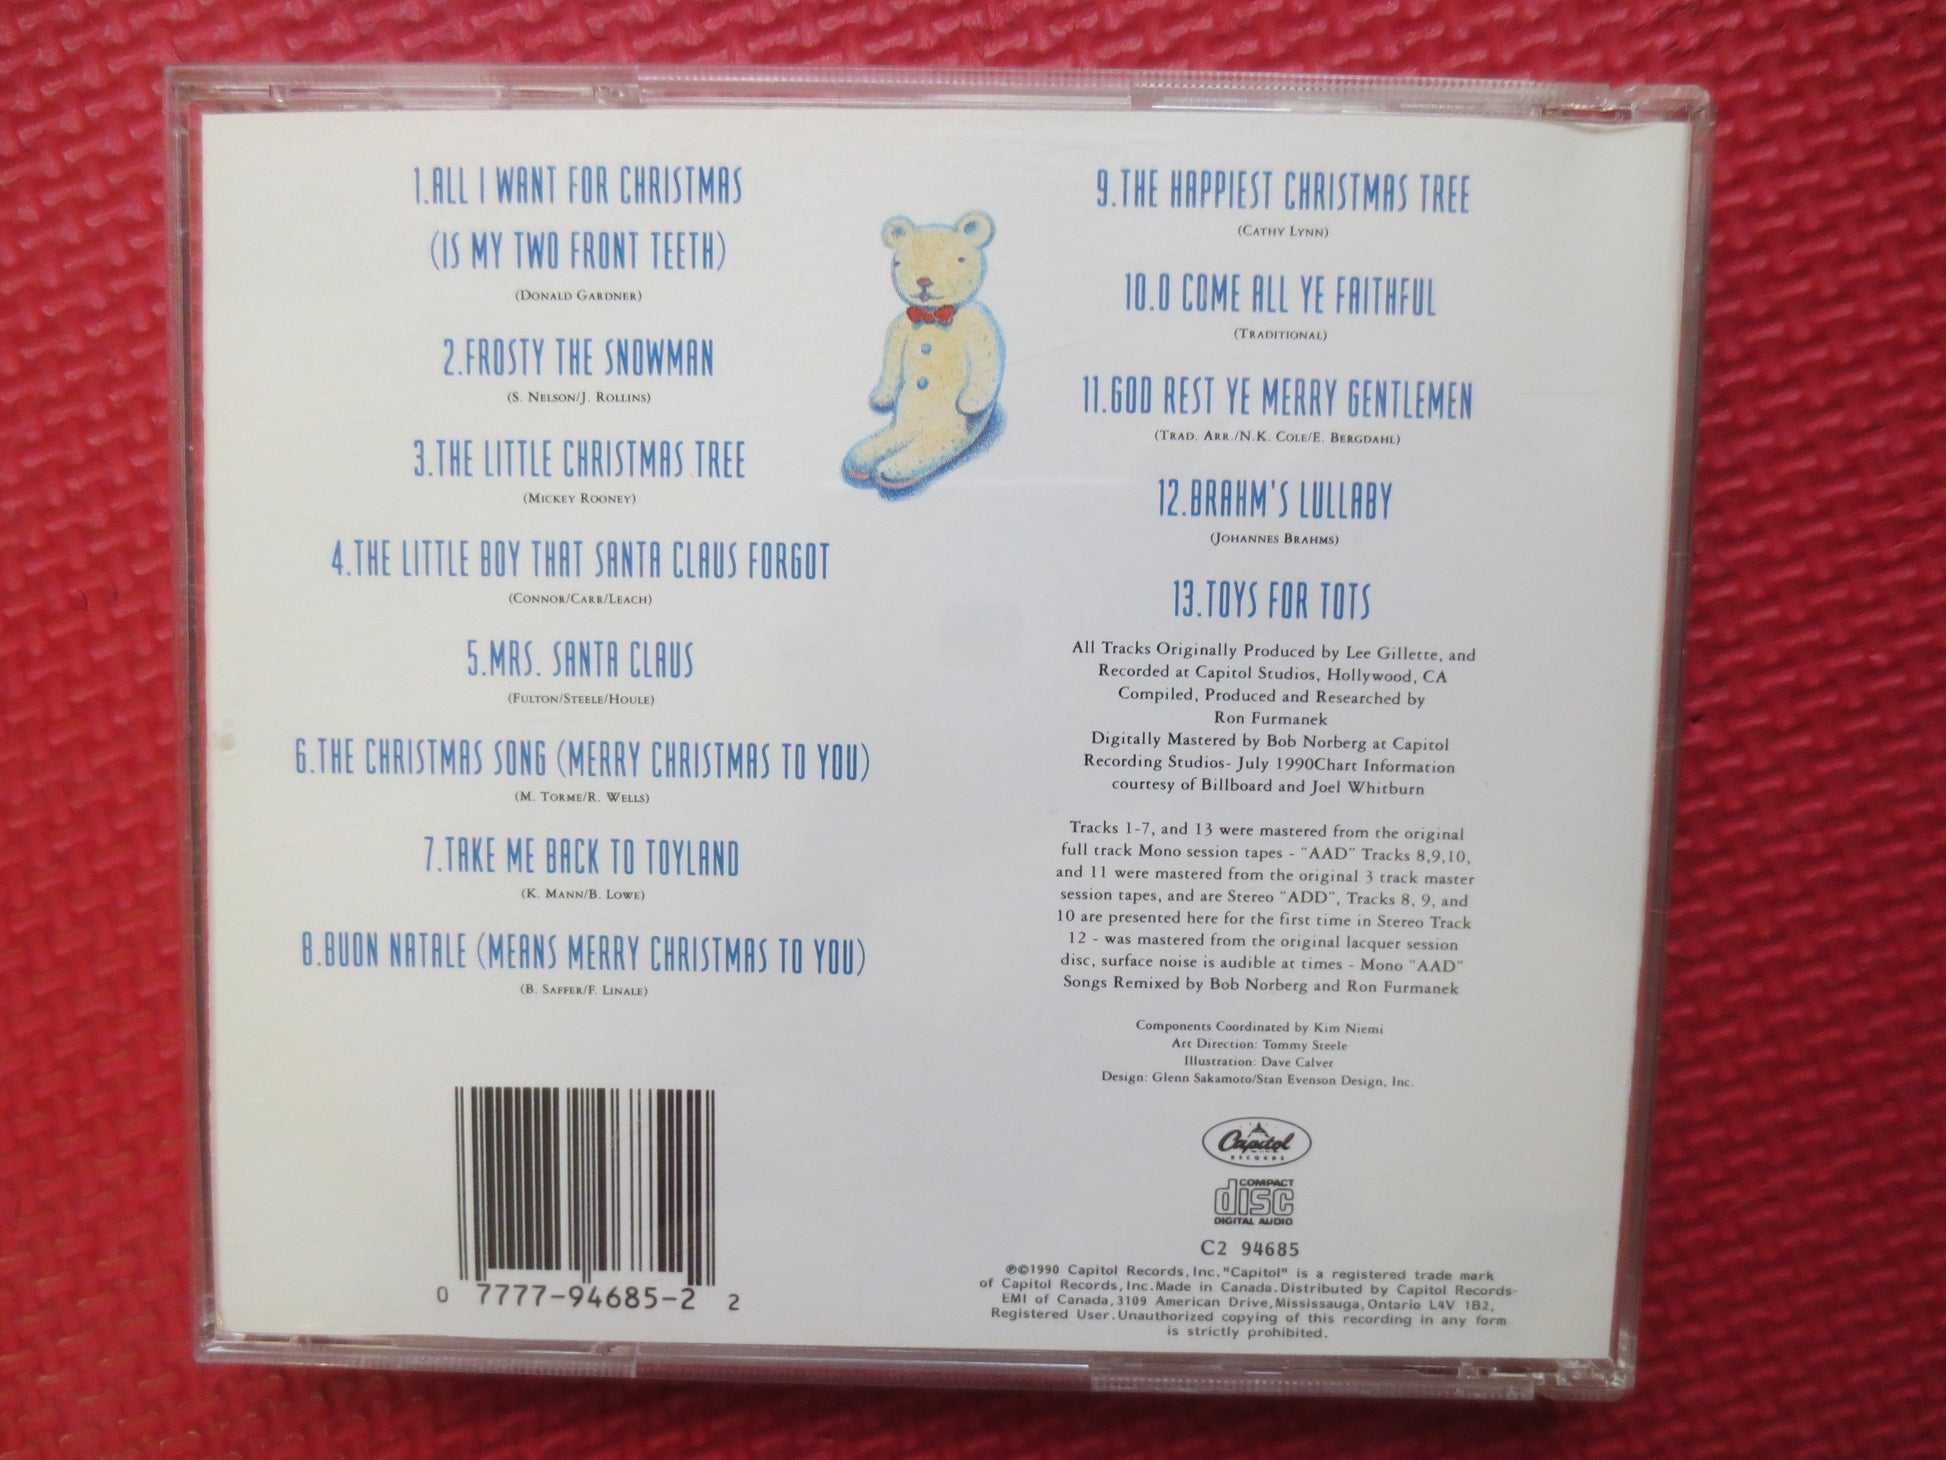 1.ALL I WANT FOR CHRISTMAS
(IS MY TWO FRONT TEETH)
(DONALD GARDNER)
2.FROSTY THE SNOWMAN
(S. NELSON/J. ROLLINS)
3.THE LITTLE CHRISTMAS TREE
(MICKEY ROONEY)
4.THE LITTLE BOY THAT SANTA CLAUS FORGOT
(CONNOR/CARR/LEACH)
5.MRS. SANTA CLAUS
(FULTON/STEELE/HOULE)
6.THE CHRISTMAS SONG (MERRY CHRISTMAS TO YOU)
(M. TORME/R. WELLS)
7.TAKE ME BACK TO TOYLAND
(K. MANN/B. LOWE)
8.BUON NATALE (MEANS MERRY CHRISTMAS TO YOU)
(B. SAFFER/F. LINALE)
0 7777-94685-2 2
9.THE HAPPIEST CHRISTMAS TREE
(CATHY LYNN)
10.O COME ALL YE FAITHFUL
(TRADITIONAL)
11.GOD REST YE MERRY GENTLEMEN
(TRAD. ARR./N.K. COLE/E. BERGDAHL)
12.BRAHM'S LULLABY
(JOHANNES BRAHMS)
13.TOYS FOR TOTS
All Tracks Originally Produced by Lee Gillette, and
Recorded at Capitol Studios, Hollywood, CA
Compiled, Produced and Researched by
Ron Furmanek
Digitally Mastered by Bob Norberg at Capitol
Recording Studios- July 1990Chart Information
courtesy of Billboard and Joel Whitburn
Tracks 1-7, and 13 were mastered from the original
full track Mono session tapes - "AAD" Tracks 8,9,10,
and 11 were mastered from the original 3 track master
session tapes, and are Stereo "ADD", Tracks 8, 9, and
10 are presented here for the first time in Stereo Track
12 - was mastered from the original lacquer session
disc, surface noise is audible at times - Mono "AAD"
Songs Remixed by Bob Norberg and Ron Furmanek
Components Coordinated by Kim Niemi
Art Direction: Tommy Steele
Illustration: Dave Calver
Design: Glenn Sakamoto/Stan Evenson Design, Inc.
Capitol
RECORDS
COMPACT
disc
DIGITAL AUDIO
C2 94685
℗©1990 Capitol Records,Inc."Capitol" is a registered trade mark
of Capitol Records,Inc.Made in Canada.Distributed by Capitol Records-
EMI of Canada,3109 American Drive,Mississauga,Ontario L4V 1B2,
Registered User.Unauthorized copying of this recording in any form
is strictly prohibited.